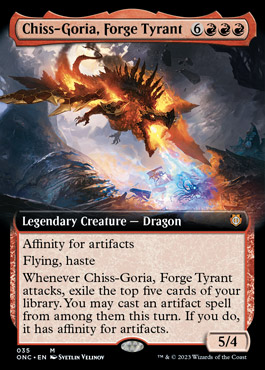 Chiss-Goria, Forge Tyrant 6
Legendary Creature — Dragon
Affinity for artifacts
Flying, haste
Whenever Chiss-Goria, Forge Tyrant
attacks, exile the top five cards of your
library. You may cast an artifact spell
from among them this turn. If you do,
it has affinity for artifacts.
5/4
035 M
ONC • EN Svetlin Velinov
™ & © 2023 Wizards of the Coast